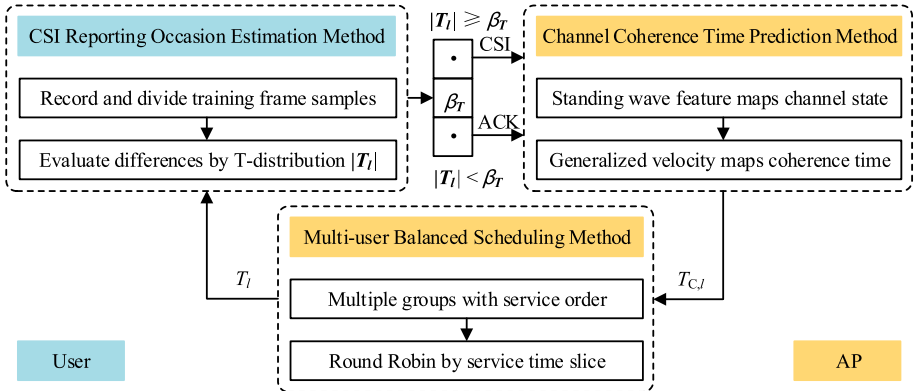 CSI Reporting Occasion Estimation Method
Record and divide training frame samples
Evaluate differences by T-distribution |T_l|
|T_l| ⩾ β_T
CSI
β_T
ACK
|T_l| < β_T
Channel Coherence Time Prediction Method
Standing wave feature maps channel state
Generalized velocity maps coherence time
Multi-user Balanced Scheduling Method
T_l
Multiple groups with service order
T_C,l
Round Robin by service time slice
User
AP